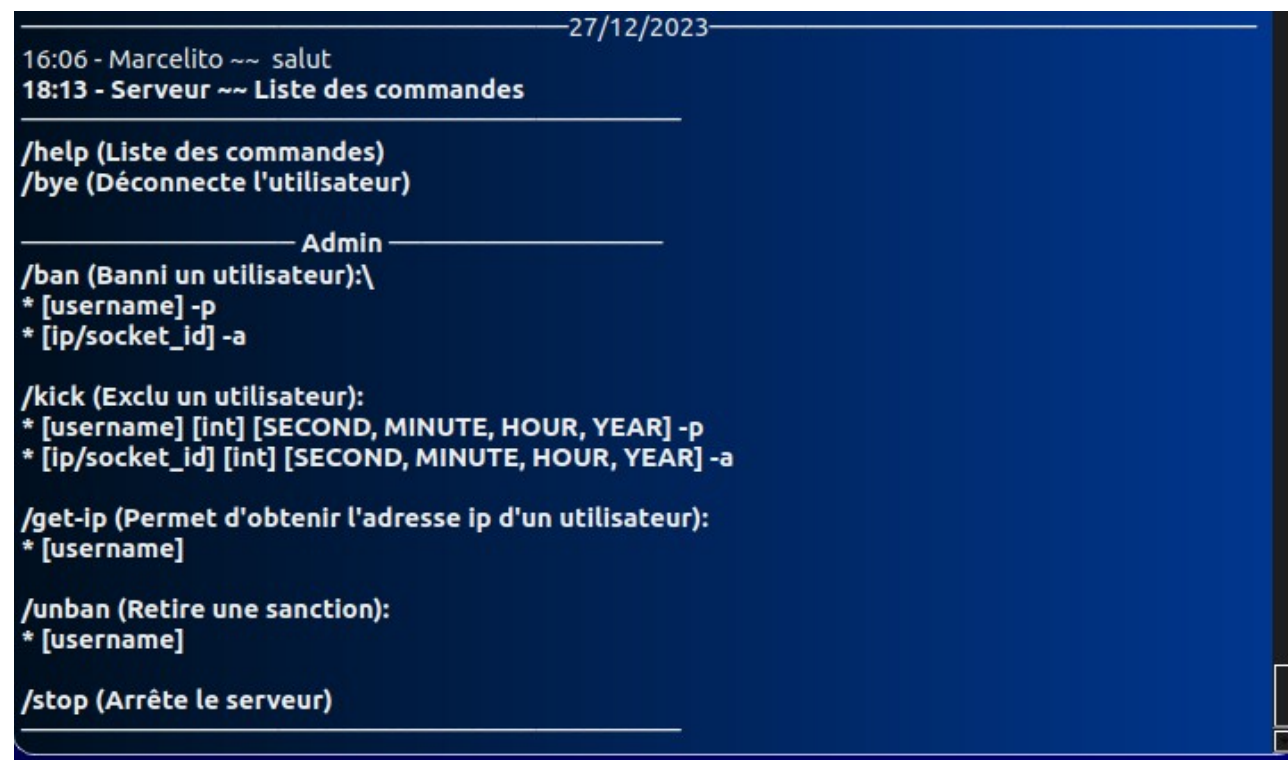 27/12/2023
16:06 - Marcelito ~~ salut
18:13 - Serveur ~~ Liste des commandes
/help (Liste des commandes)
/bye (Déconnecte l'utilisateur)
Admin
/ban (Banni un utilisateur):\
* [username] -p
* [ip/socket_id] -a
/kick (Exclu un utilisateur):
* [username] [int] [SECOND, MINUTE, HOUR, YEAR] -p
* [ip/socket_id] [int] [SECOND, MINUTE, HOUR, YEAR] -a
/get-ip (Permet d'obtenir l'adresse ip d'un utilisateur):
* [username]
/unban (Retire une sanction):
* [username]
/stop (Arrête le serveur)